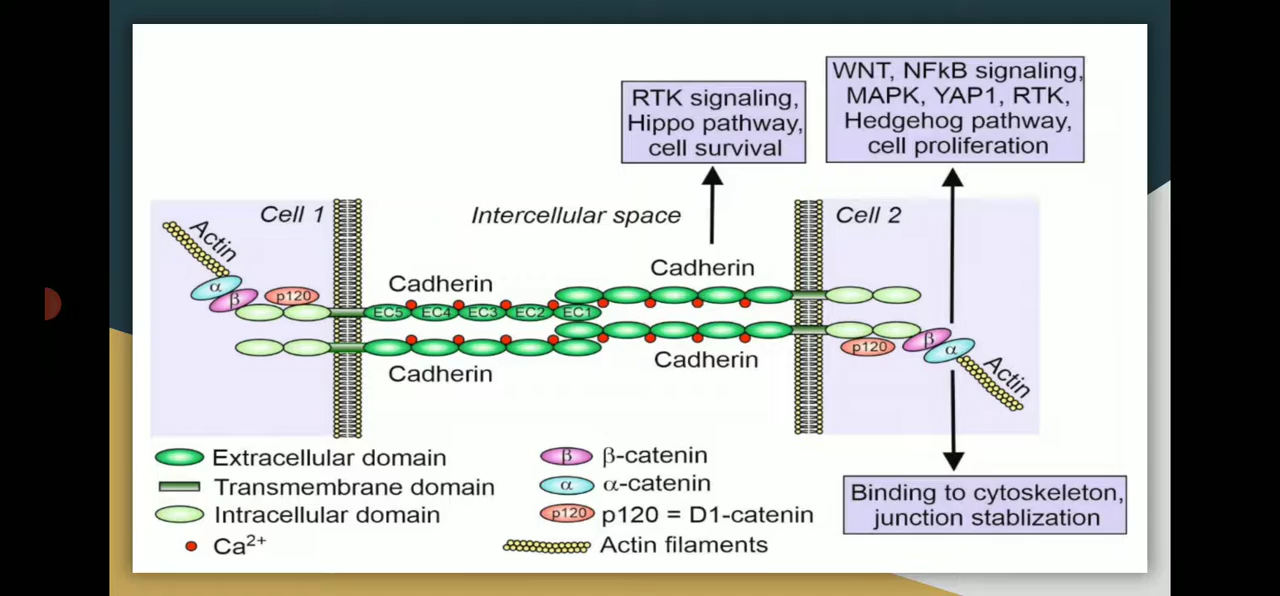 RTK signaling,
Hippo pathway,
cell survival
WNT, NFkB signaling,
MAPK, YAP1, RTK,
Hedgehog pathway,
cell proliferation
Cell 1
Intercellular space
Cell 2
Actin
α
β
p120
Cadherin
Cadherin
EC5
EC4
EC3
EC2
EC1
Cadherin
Cadherin
p120
β
α
Actin
Extracellular domain
Transmembrane domain
Intracellular domain
Ca²⁺
β
β-catenin
α
α-catenin
p120
p120 = D1-catenin
Actin filaments
Binding to cytoskeleton,
junction stablization